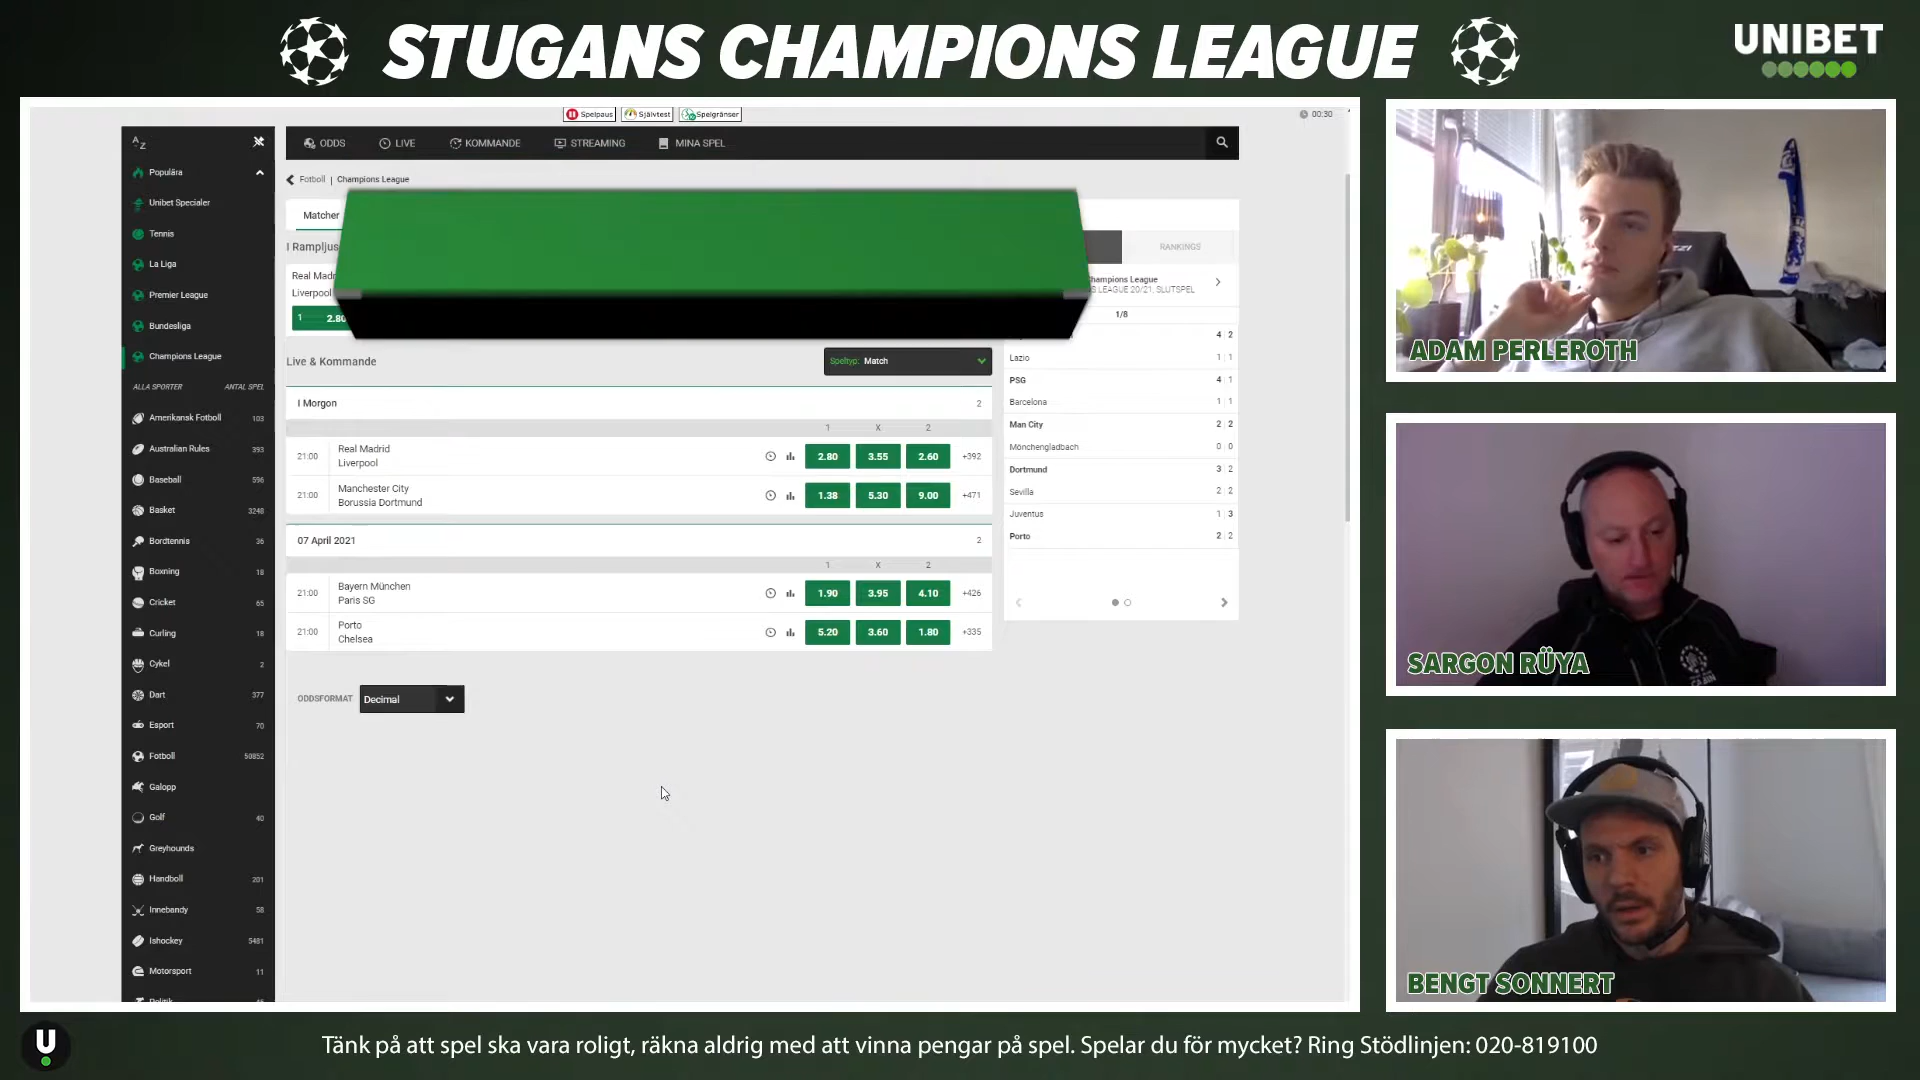 STUGANS CHAMPIONS LEAGUE
UNIBET
Spelpaus
Självtest
Spelgränser
00:30
ODDS
LIVE
KOMMANDE
STREAMING
MINA SPEL
Populära
Unibet Specialer
Tennis
La Liga
Premier League
Bundesliga
Champions League
ALLA SPORTER ANTAL SPEL
Amerikansk Fotboll 103
Australian Rules 393
Baseball 596
Basket 3248
Bordtennis 36
Boxning 18
Cricket 65
Curling 18
Cykel 2
Dart 377
Esport 70
Fotboll 50852
Galopp
Golf 40
Greyhounds
Handboll 201
Innebandy 58
Ishockey 5481
Motorsport 11
Fotboll | Champions League
Matcher
I Rampljus
Liverpool
1 2.80
Live & Kommande
Speltyp: Match
I Morgon 2
1 X 2
21:00
Real Madrid
Liverpool
2.80 3.55 2.60 +392
21:00
Manchester City
Borussia Dortmund
1.38 5.30 9.00 +471
07 April 2021 2
1 X 2
21:00
Bayern München
Paris SG
1.90 3.95 4.10 +426
21:00
Porto
Chelsea
5.20 3.60 1.80 +335
ODDSFORMAT Decimal
RANKINGS
LEAGUE 20/21, SLUTSPEL
1/8
4 2
Lazio 1 1
PSG 4 1
Barcelona 1 1
Man City 2 2
Mönchengladbach 0 0
Dortmund 3 2
Sevilla 2 2
Juventus 1 3
Porto 2 2
ADAM PERLEROTH
SARGON RÜYA
BENGT SONNERT
U
Tänk på att spel ska vara roligt, räkna aldrig med att vinna pengar på spel. Spelar du för mycket? Ring Stödlinjen: 020-819100